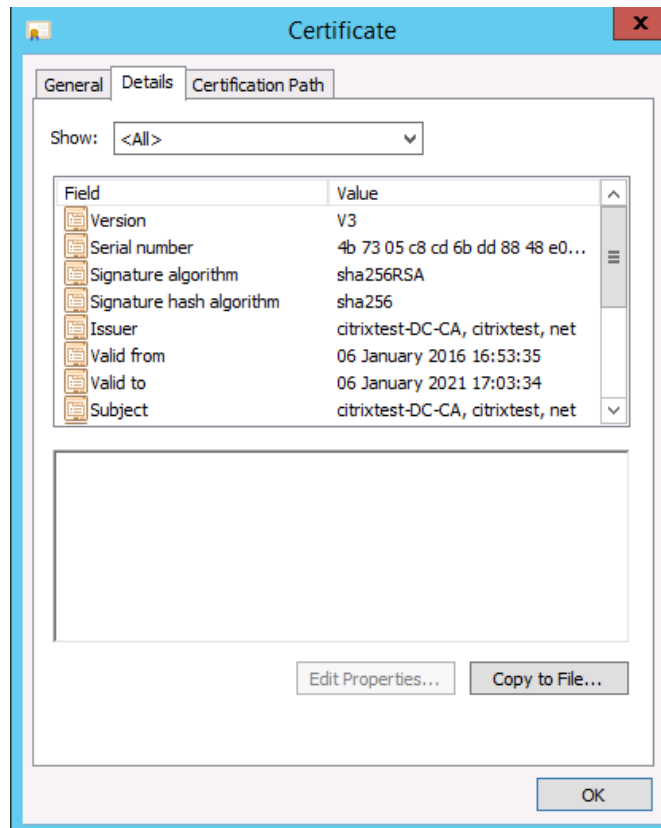 Certificate
x
General Details Certification Path
Show: <All>
Field Value
Version V3
Serial number 4b 73 05 c8 cd 6b dd 88 48 e0...
Signature algorithm sha256RSA
Signature hash algorithm sha256
Issuer citrixtest-DC-CA, citrixtest, net
Valid from 06 January 2016 16:53:35
Valid to 06 January 2021 17:03:34
Subject citrixtest-DC-CA, citrixtest, net
Edit Properties... Copy to File...
OK